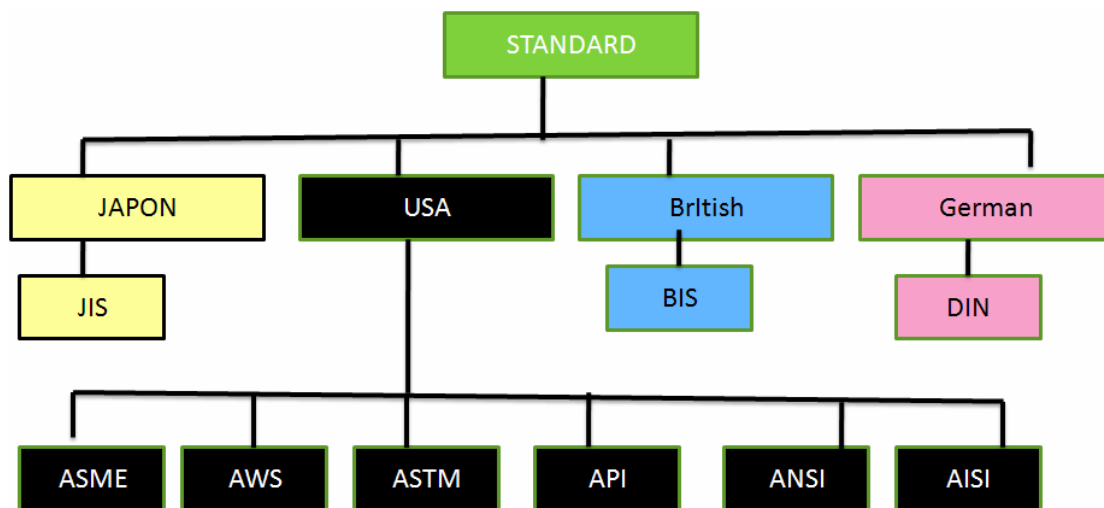 STANDARD
JAPON
USA
BrItish
German
JIS
BIS
DIN
ASME
AWS
ASTM
API
ANSI
AISI